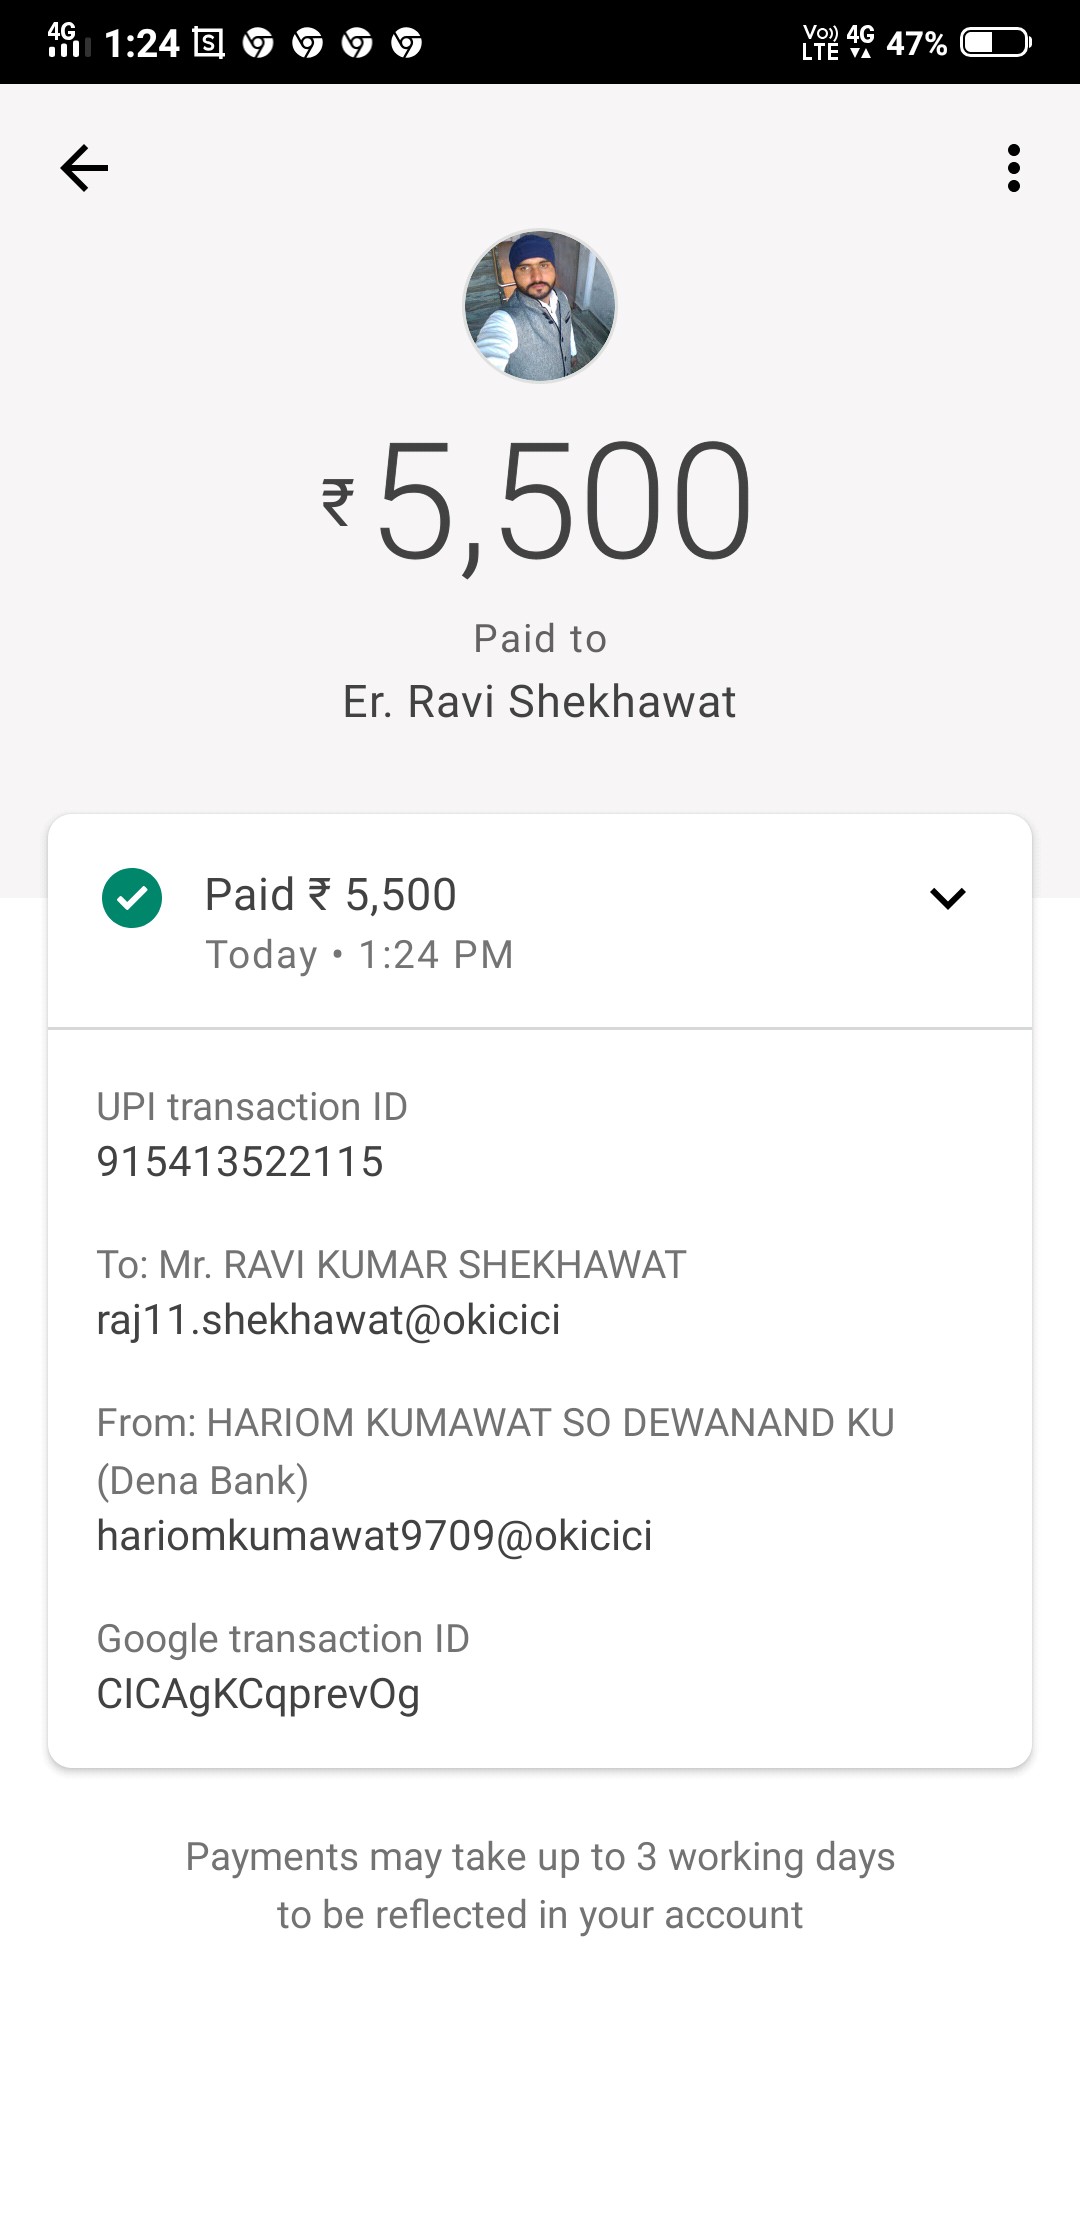 4G 1:24 Vo)) LTE 4G 47%
₹5,500
Paid to
Er. Ravi Shekhawat
Paid ₹ 5,500
Today • 1:24 PM
UPI transaction ID
915413522115
To: Mr. RAVI KUMAR SHEKHAWAT
raj11.shekhawat@okicici
From: HARIOM KUMAWAT SO DEWANAND KU
(Dena Bank)
hariomkumawat9709@okicici
Google transaction ID
CICAgKCqprevOg
Payments may take up to 3 working days
to be reflected in your account